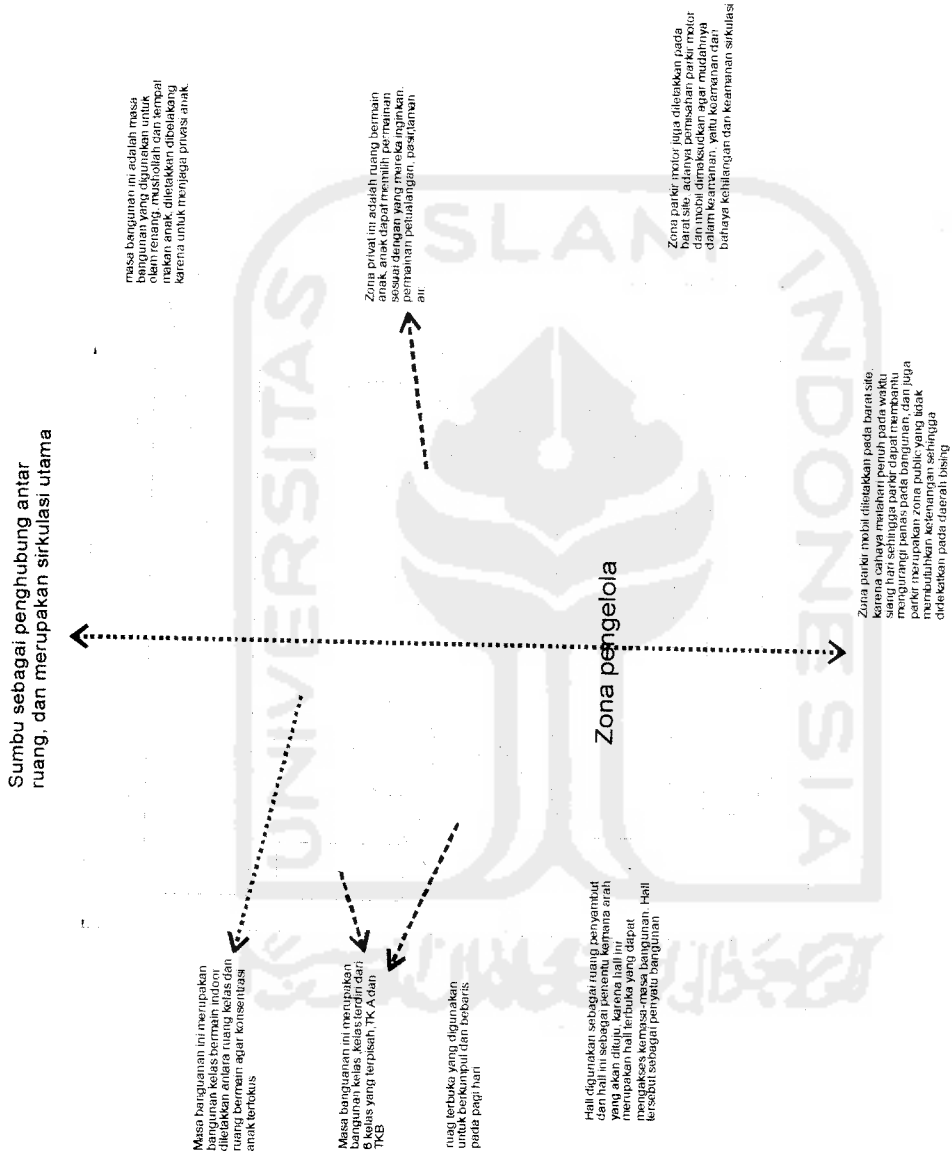 Sumbu sebagai penghubung antar
ruang, dan merupakan sirkulasi utama
masa bangunan ini adalah masa
bangunan yang digunakan untuk
olam renang, musholiah dan tempat
makan anak, diletakkan dibelakang
karena untuk menjaga privasi anak.
Masa banguanan ini merupakan
bangunan kelas bermain indoor
diletakkan antara ruang kelas dan
ruang bermain agar konsentrasi
anak terfokus
Zona privat ini adalah ruang bermain
anak, anak dapat memilih permainan
sesuai dengan yang mereka inginkan.
permainan petualangan, pasir,taman
air.
Masa banguanan ini merupakan
bangunan kelas ,kelas terdiri dari
6 kelas yang terpisah,TK A dan
TKB
ruag terbuka yang digunakan
untuk berkumpul dan bebaris
pada pagi hari
Zona pengelola
Hall digunakan sebagai ruang penyambut
dan hall ini sebagai penentu kemana arah
yang akan dituju, karena hall ini
merupakan hall terbuka yang dapat
mengakses kemasa-masa bangunan. Hall
tersebut sebagai penyatu bangunan
Zona parkir motor juga diletakkan pada
barat site. adanya pemisahan parkir motor
dan mobil dimaksudkan agar mudahnya
dalam keamanan, yaitu keamanan dari
bahaya kehilangan dan keamanan sirkulasi
Zona parkir mobil diletakkan pada barat site.
karena cahaya matahari penuh pada waktu
siang hari sehingga parkir dapat membantu
mengurangi panas pada bangunan, dan juga
parkir merupakan zona public yang tidak
membutuhkan ketenangan sehingga
didekatkan pada daerah bising
UNIVERSITAS
ISLAM
INDONESIA